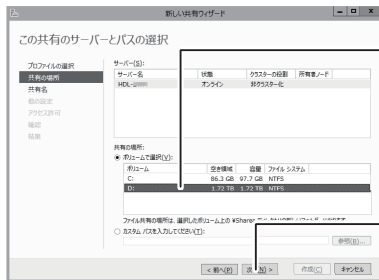 新しい共有ウィザード
この共有のサーバーとパスの選択
プロファイルの選択
共有の場所
共有名
他の設定
アクセス許可
確認
結果
サーバー(S):
サーバー名 状態 クラスターの役割 所有者ノード
HDL- オンライン 非クラスター化
共有の場所:
ボリュームで選択(V):
ボリューム 空き領域 容量 ファイル システム
C: 86.3 GB 97.7 GB NTFS
D: 1.72 TB 1.72 TB NTFS
ファイル共有の場所は、選択したボリューム上の ¥Shares
カスタム パスを入力してください(T):
参照(B)...
< 前へ(P) 次 (N) > 作成(C) キャンセル